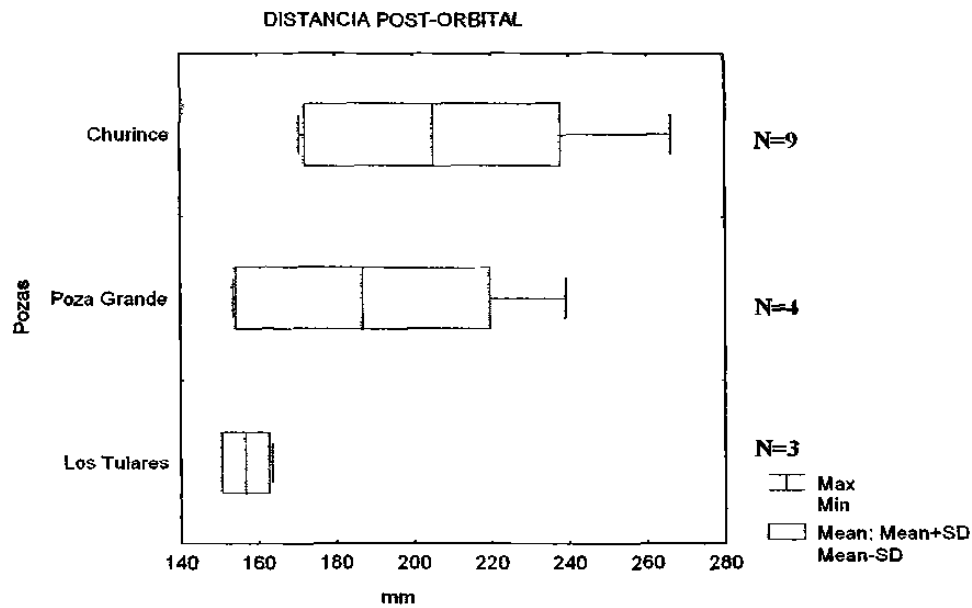 DISTANCIA POST-ORBITAL
Churince
N=9
Pozas
Poza Grande
N=4
Los Tulares
N=3
Max
Min
Mean; Mean+SD
Mean-SD
140 160 180 200 220 240 260 280
mm